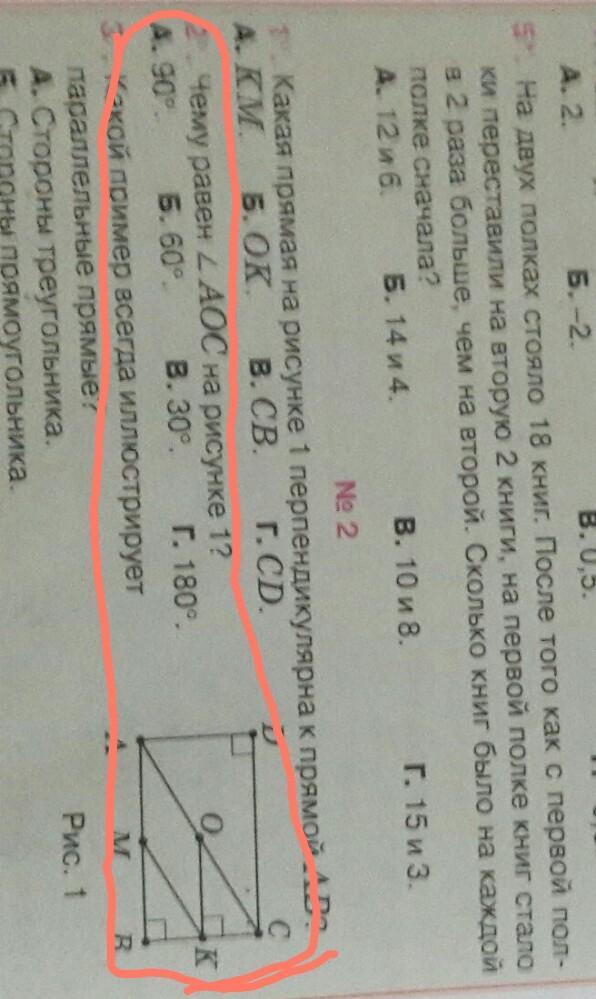 А. 2.
Б. –2.
В. 0,5.
5°. На двух полках стояло 18 книг. После того как с первой пол-
ки переставили на вторую 2 книги, на первой полке книг стало
в 2 раза больше, чем на второй. Сколько книг было на каждой
полке сначала?
А. 12 и 6. Б. 14 и 4. В. 10 и 8. Г. 15 и 3.
№ 2
1°. Какая прямая на рисунке 1 перпендикулярна к прямой AB?
А. KM. Б. OK. В. CB. Г. CD.
2°. Чему равен ∠AOC на рисунке 1?
А. 90°. Б. 60°. В. 30°. Г. 180°.
3°. Какой пример всегда иллюстрирует
параллельные прямые?
А. Стороны треугольника.
Б. Стороны прямоугольника.
D
C
O
K
A
M
B
Рис. 1